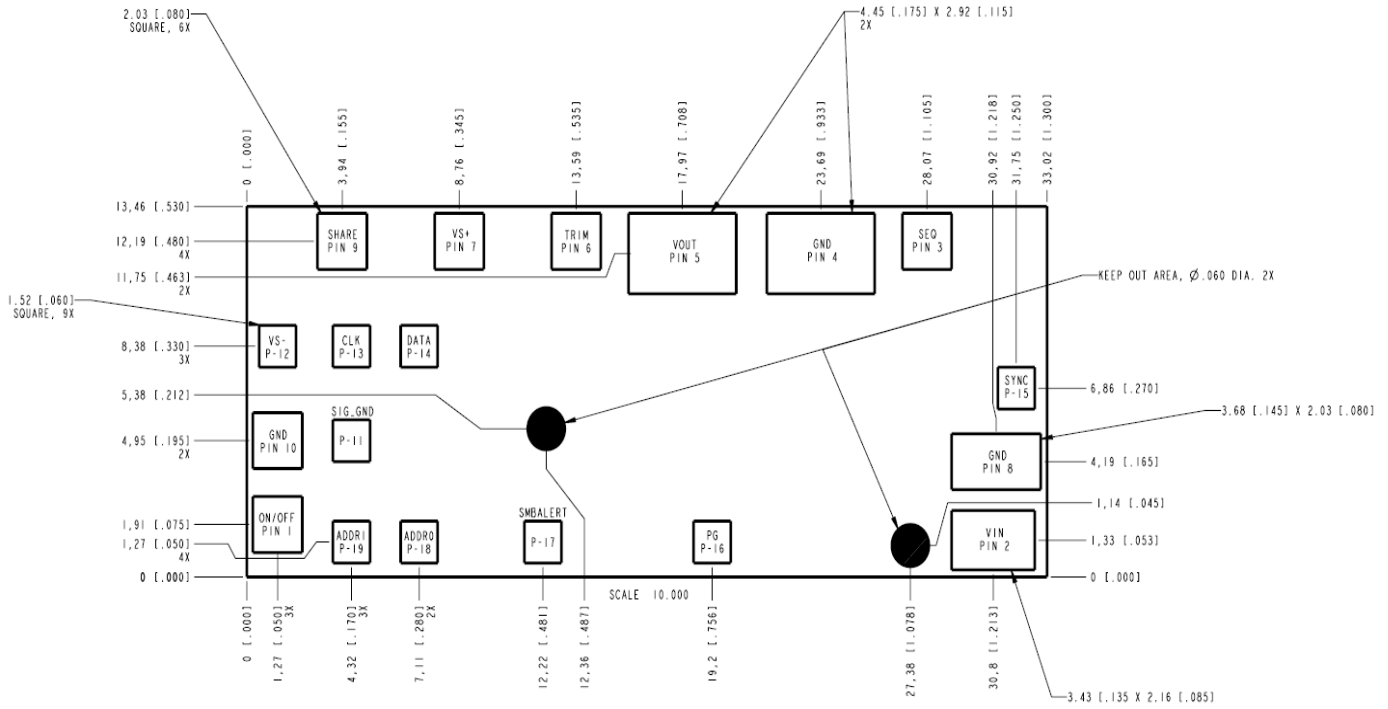 2.03 [.080]
SQUARE, 6X
4.45 [.175] X 2.92 [.115]
2X
0 [.000]
3,94 [.155]
8,76 [.345]
13,59 [.535]
17,97 [.708]
23,69 [.933]
28,07 [1.105]
30,92 [1.218]
31,75 [1.250]
33,02 [1.300]
13,46 [.530]
12,19 [.480]
4X
11,75 [.463]
2X
SHARE
PIN 9
VS+
PIN 7
TRIM
PIN 6
VOUT
PIN 5
GND
PIN 4
SEQ
PIN 3
KEEP OUT AREA, Ø.060 DIA. 2X
1.52 [.060]
SQUARE, 9X
8,38 [.330]
3X
VS-
P-12
CLK
P-13
DATA
P-14
5,38 [.212]
SYNC
P-15
6,86 [.270]
3.68 [.145] X 2.03 [.080]
4,95 [.195]
2X
GND
PIN 10
SIG_GND
P-11
GND
PIN 8
4,19 [.165]
1,14 [.045]
1,91 [.075]
1,27 [.050]
4X
ON/OFF
PIN 1
ADDR1
P-19
ADDR0
P-18
SMBALERT
P-17
PG
P-16
VIN
PIN 2
1,33 [.053]
0 [.000]
0 [.000]
SCALE 10.000
0 [.000]
1,27 [.050]
3X
4,32 [.170]
3X
7,11 [.280]
2X
12,22 [.481]
12,36 [.487]
19,2 [.756]
27,38 [1.078]
30,8 [1.213]
3.43 [.135 X 2.16 [.085]